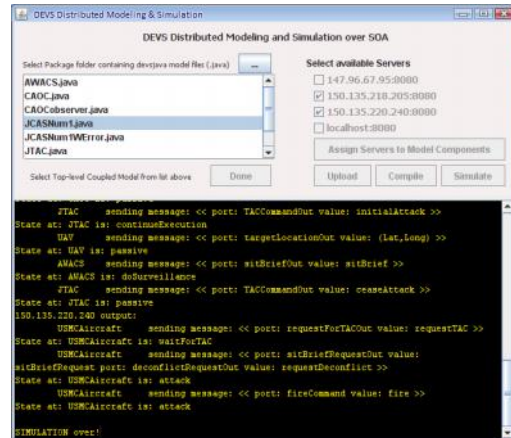 DEVS Distributed Modeling & Simulation
DEVS Distributed Modeling and Simulation over SOA
Select Package folder containing devsjava model files (.java)
...
AWACS.java
CAOC.java
CAOCobserver.java
JCASNum1.java
JCASNum1WError.java
JTAC.java
Select Top-level Coupled Model from list above
Done
Select available Servers
147.96.67.95:8080
150.135.218.205:8080
150.135.220.240:8080
localhost:8080
Assign Servers to Model Components
Upload
Compile
Simulate
JTAC sending message: << port: TACCommandOut value: initialAttack >>
State at: JTAC is: continueExecution
UAV sending message: << port: targetLocationOut value: (Lat,Long) >>
State at: UAV is: passive
AWACS sending message: << port: sitBriefOut value: sitBrief >>
State at: AWACS is: doSurveillance
JTAC sending message: << port: TACCommandOut value: ceaseAttack >>
State at: JTAC is: passive
150.135.220.240 output:
USMCAircraft sending message: << port: requestForTACOut value: requestTAC >>
State at: USMCAircraft is: waitForTAC
USMCAircraft sending message: << port: sitBriefRequestOut value:
sitBriefRequest port: deconflictRequestOut value: requestDeconflict >>
State at: USMCAircraft is: attack
USMCAircraft sending message: << port: fireCommand value: fire >>
State at: USMCAircraft is: attack
SIMULATION over!